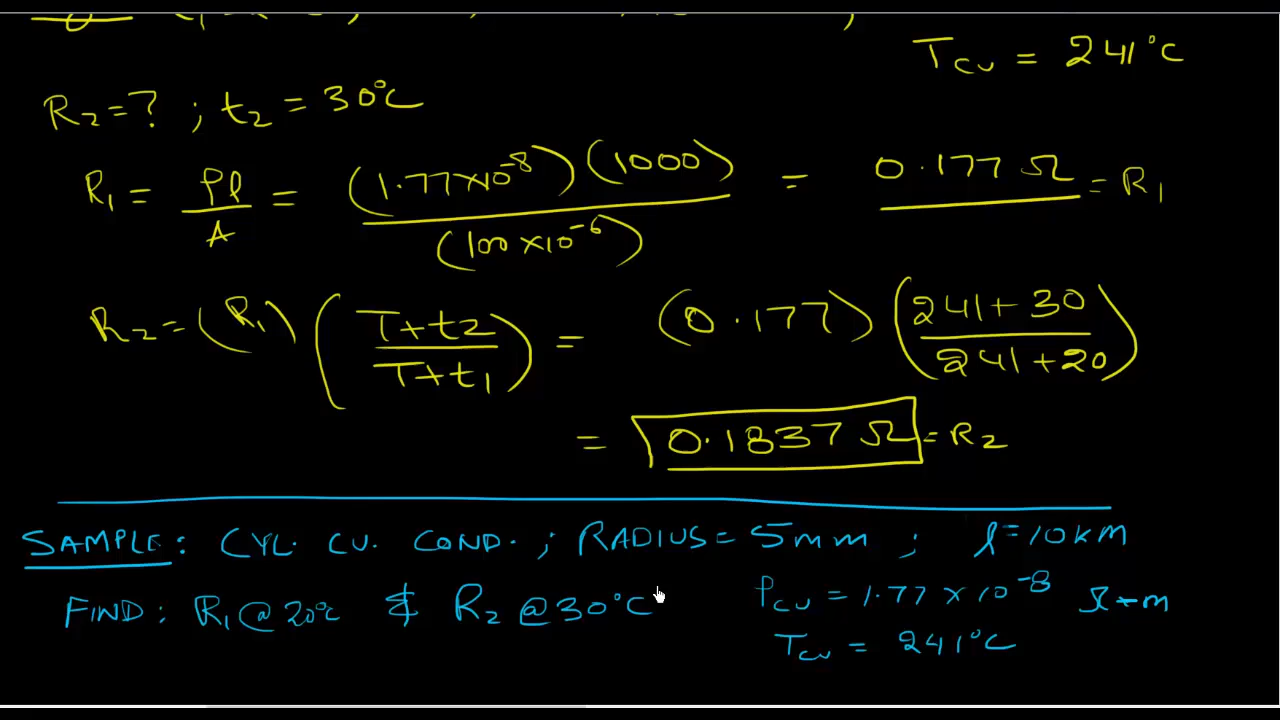 T_CU = 241°C
R₂ = ? ; t₂ = 30°C
R₁ = ρl/A = (1.77×10⁻⁸)(1000)/(100×10⁻⁶) = 0.177 Ω = R₁
R₂ = (R₁)((T+t₂)/(T+t₁)) = (0.177)((241+30)/(241+20))
= 0.1837 Ω = R₂
SAMPLE: CYL. CU. COND. ; RADIUS = 5mm ; l = 10KM
FIND: R₁@20°C & R₂@30°C ρ_CU = 1.77×10⁻⁸ Ω-m
T_CU = 241°C